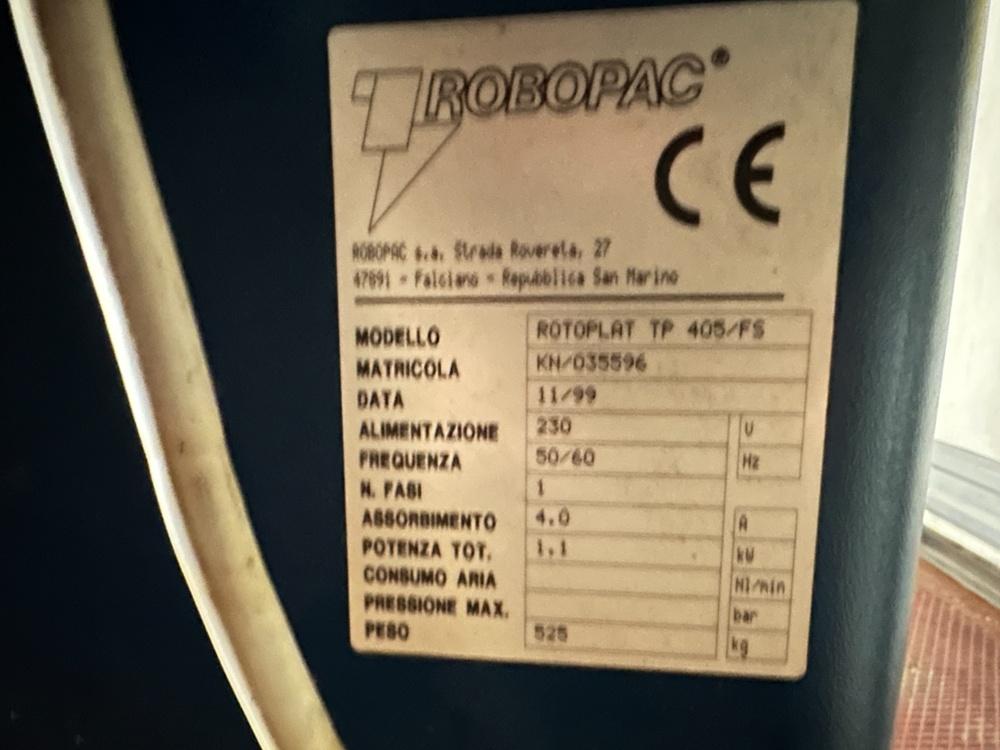 ROBOPAC®
CE
ROBOPAC s.a. Strada Rovereta, 27
47891 - Falciano - Repubblica San Marino
MODELLO ROTOPLAT TP 405/FS
MATRICOLA KN/035596
DATA 11/99
ALIMENTAZIONE 230 V
FREQUENZA 50/60 Hz
N. FASI 1
ASSORBIMENTO 4.0 A
POTENZA TOT. 1.1 kW
CONSUMO ARIA Nl/min
PRESSIONE MAX. bar
PESO 525 kg